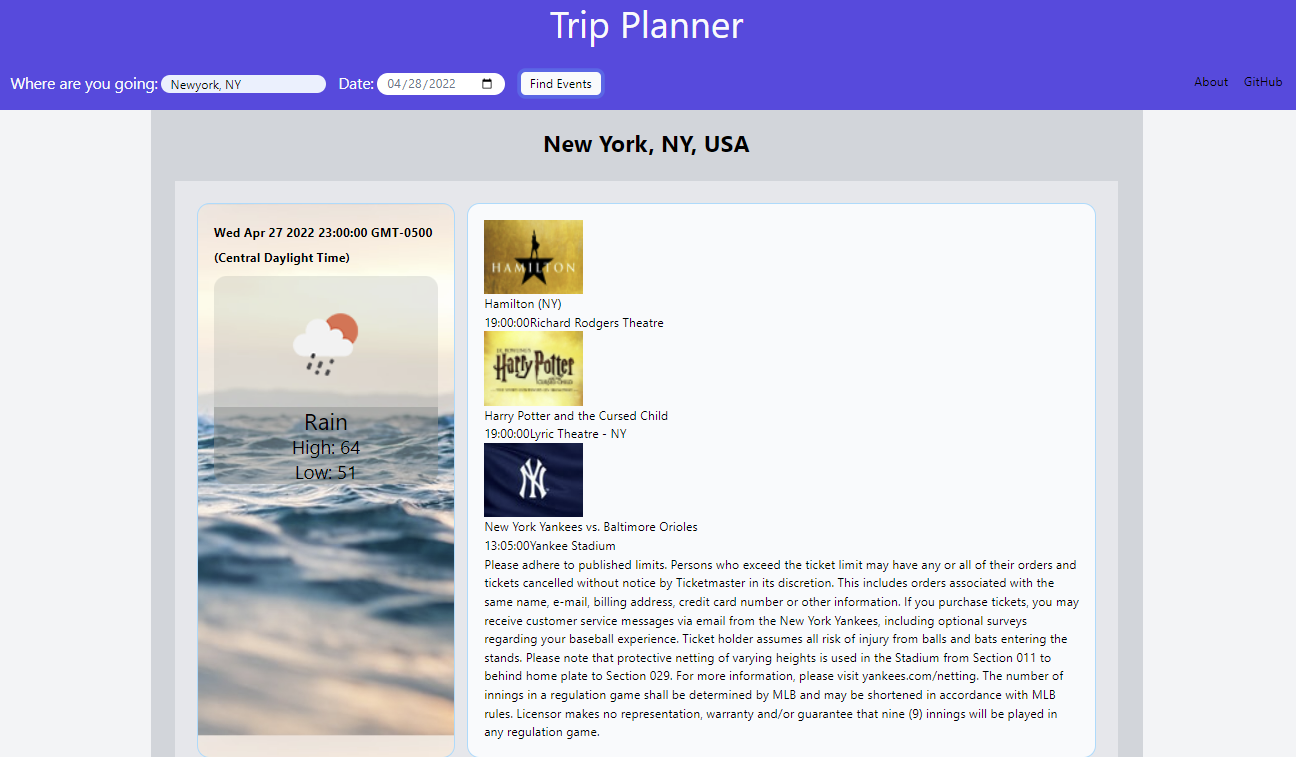 Trip Planner
Where are you going: Newyork, NY Date: 04/28/2022 Find Events About GitHub
New York, NY, USA
Wed Apr 27 2022 23:00:00 GMT-0500
(Central Daylight Time)
Rain
High: 64
Low: 51
HAMILTON
Hamilton (NY)
19:00:00Richard Rodgers Theatre
Harry Potter
Harry Potter and the Cursed Child
19:00:00Lyric Theatre - NY
NY
New York Yankees vs. Baltimore Orioles
13:05:00Yankee Stadium
Please adhere to published limits. Persons who exceed the ticket limit may have any or all of their orders and
tickets cancelled without notice by Ticketmaster in its discretion. This includes orders associated with the
same name, e-mail, billing address, credit card number or other information. If you purchase tickets, you may
receive customer service messages via email from the New York Yankees, including optional surveys
regarding your baseball experience. Ticket holder assumes all risk of injury from balls and bats entering the
stands. Please note that protective netting of varying heights is used in the Stadium from Section 011 to
behind home plate to Section 029. For more information, please visit yankees.com/netting. The number of
innings in a regulation game shall be determined by MLB and may be shortened in accordance with MLB
rules. Licensor makes no representation, warranty and/or guarantee that nine (9) innings will be played in
any regulation game.